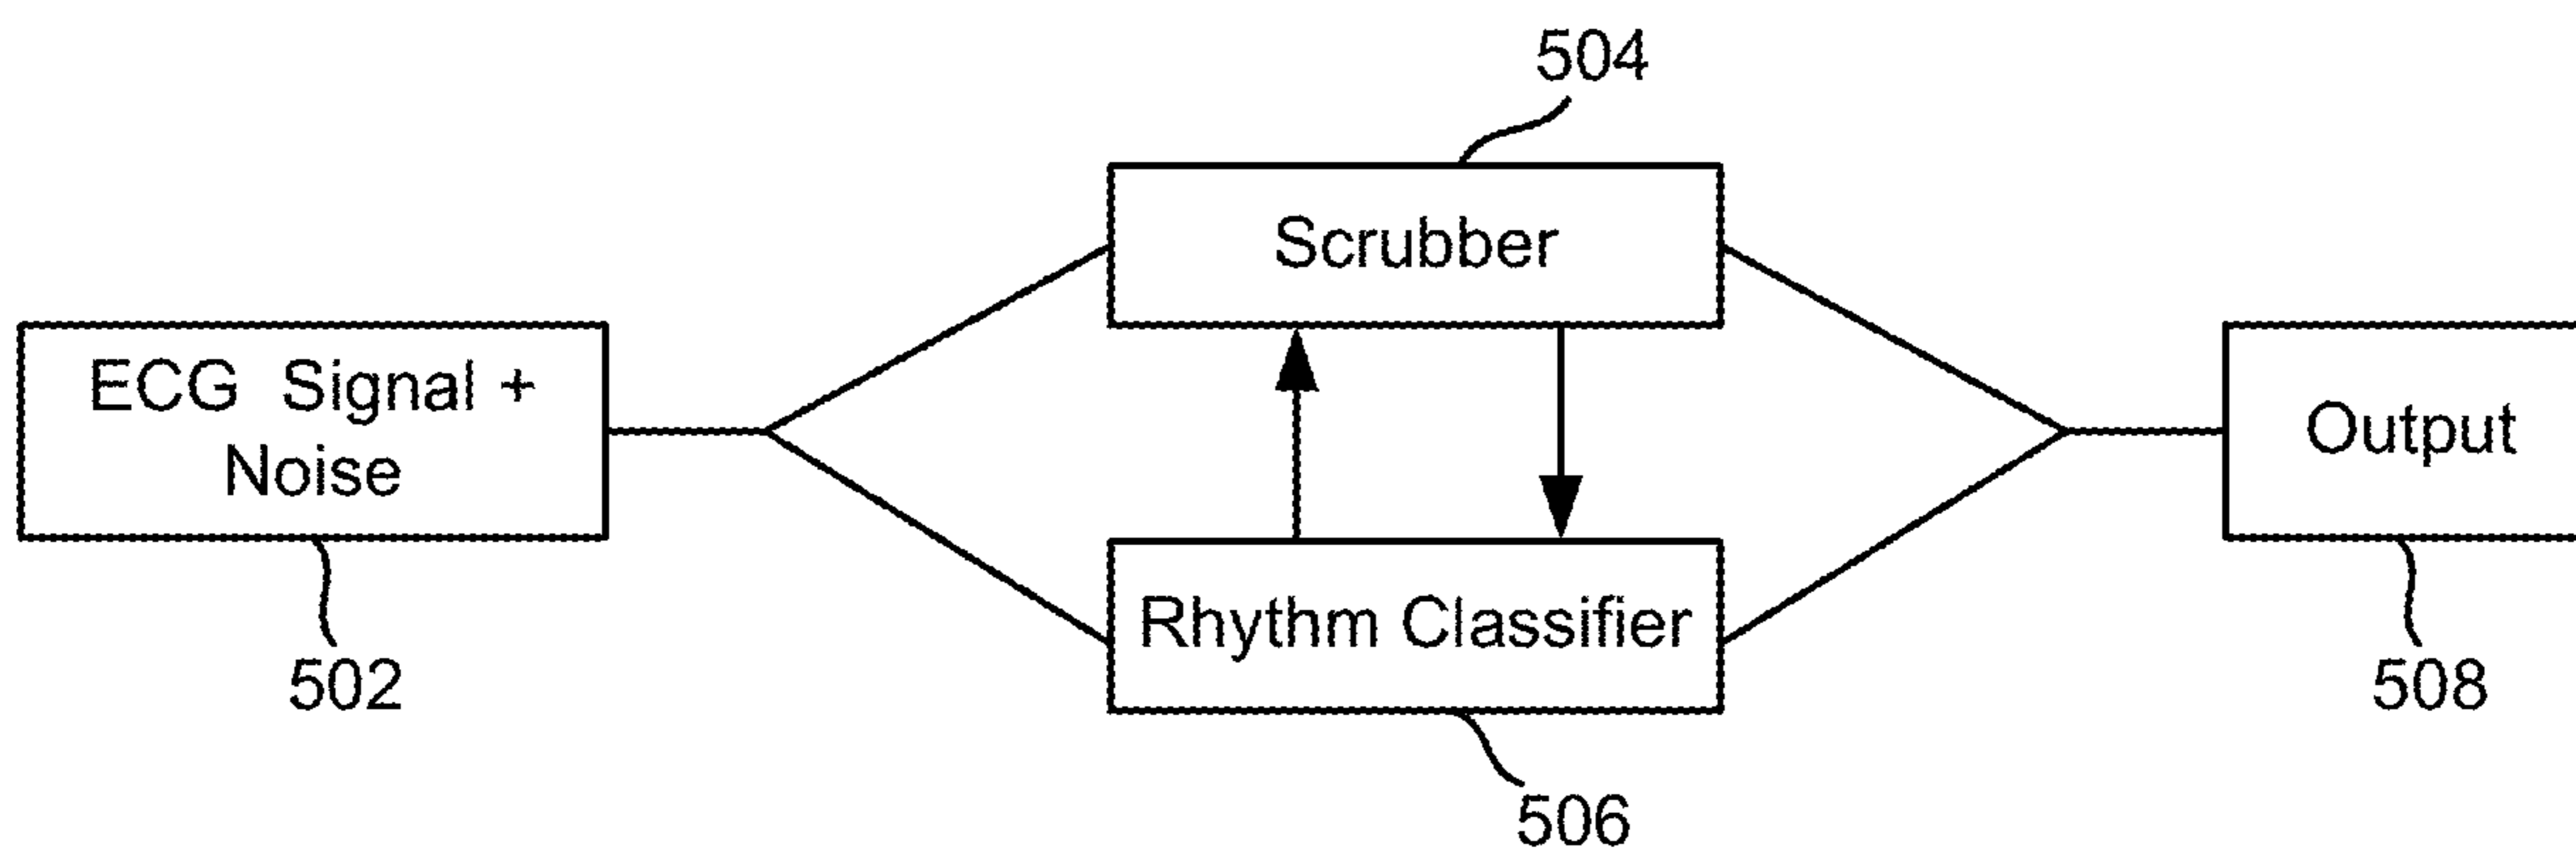 504
Scrubber
ECG Signal +
Noise
Output
Rhythm Classifier
502
508
506